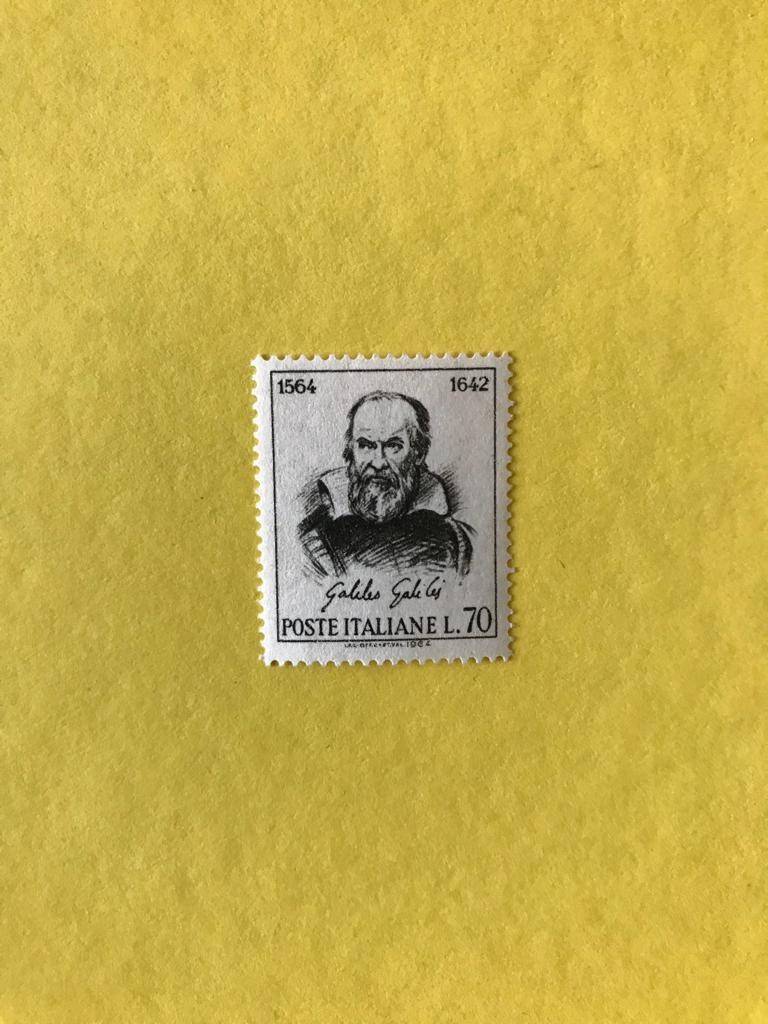 1564 1642
Galileo Galilei
POSTE ITALIANE L. 70
1964